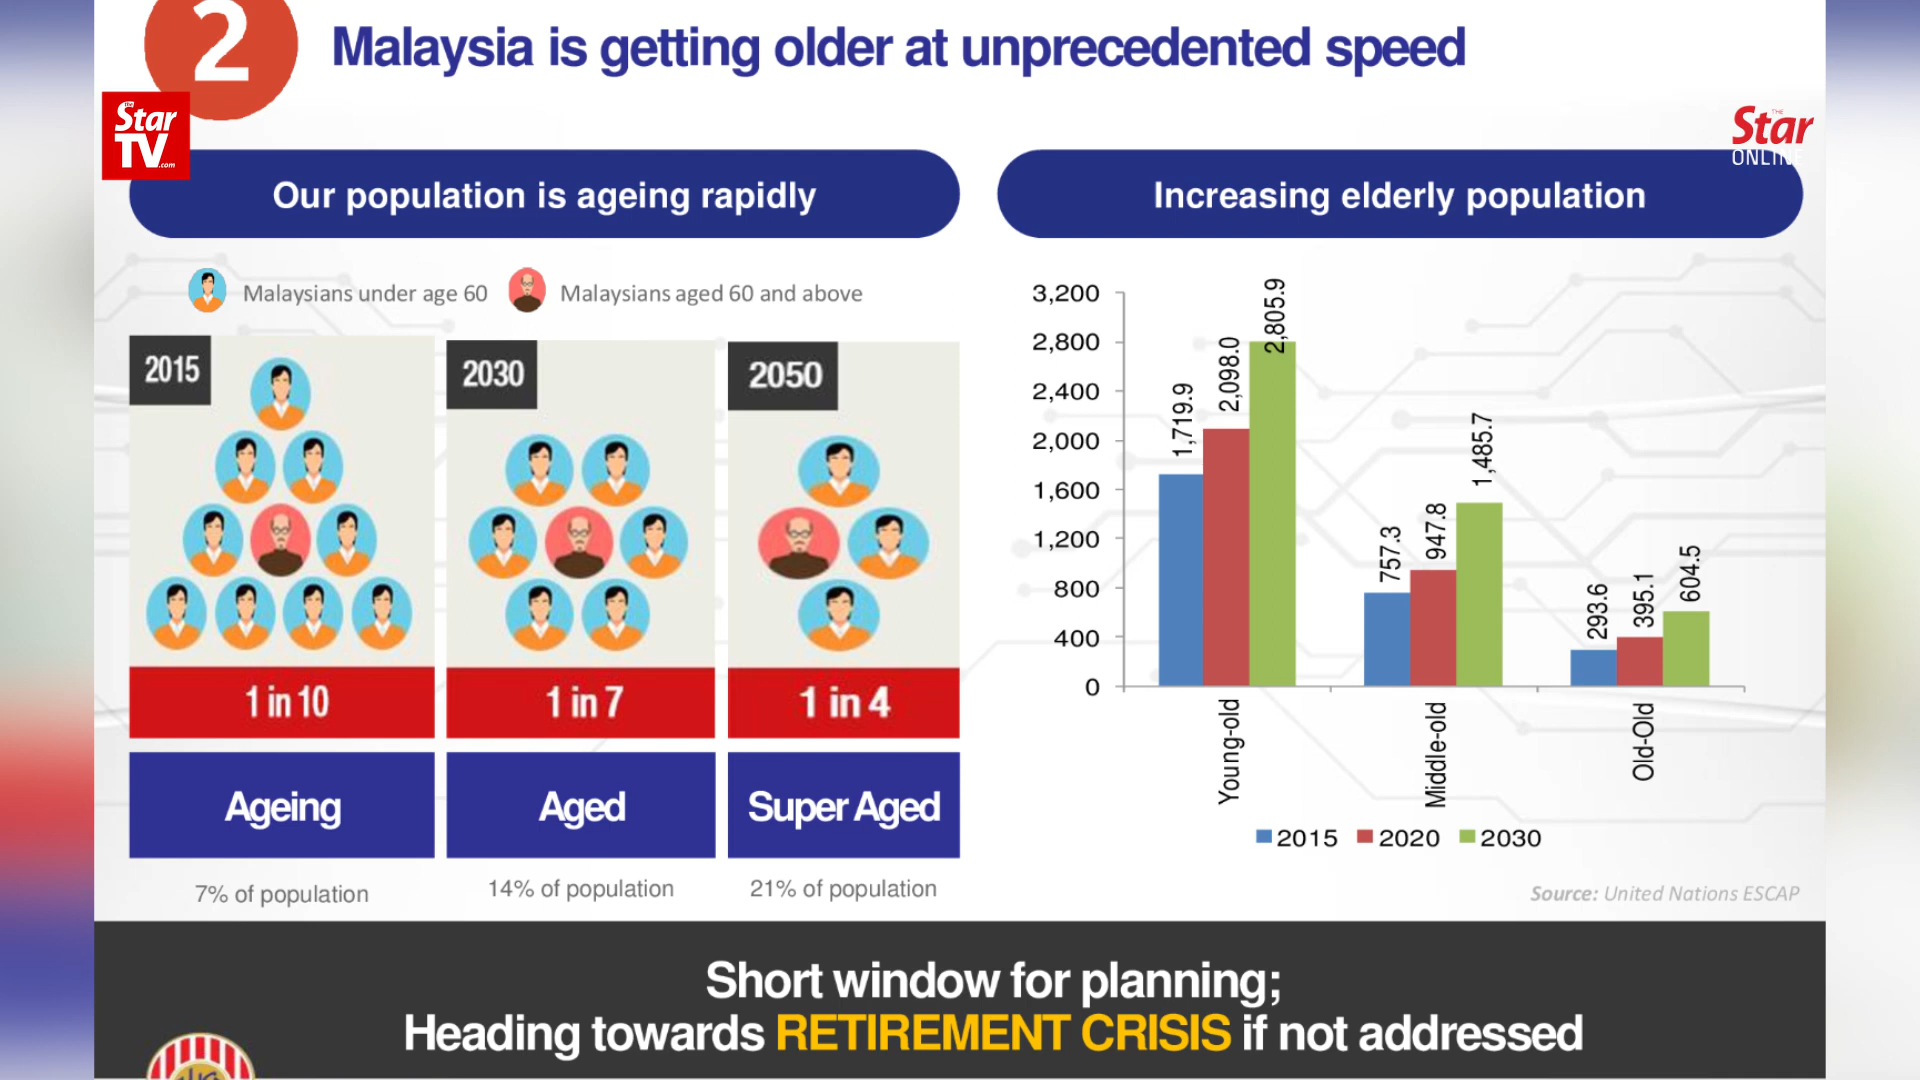 2
Malaysia is getting older at unprecedented speed
The
Star
TV.com
THE
Star
ONLINE
Our population is ageing rapidly
Malaysians under age 60
Malaysians aged 60 and above
2015
2030
2050
1 in 10
1 in 7
1 in 4
Ageing
Aged
Super Aged
7% of population
14% of population
21% of population
Increasing elderly population
3,200
2,800
2,400
2,000
1,600
1,200
800
400
0
1,719.9
2,098.0
2,805.9
757.3
947.8
1,485.7
293.6
395.1
604.5
Young-old
Middle-old
Old-Old
2015
2020
2030
Source: United Nations ESCAP
Short window for planning;
Heading towards RETIREMENT CRISIS if not addressed